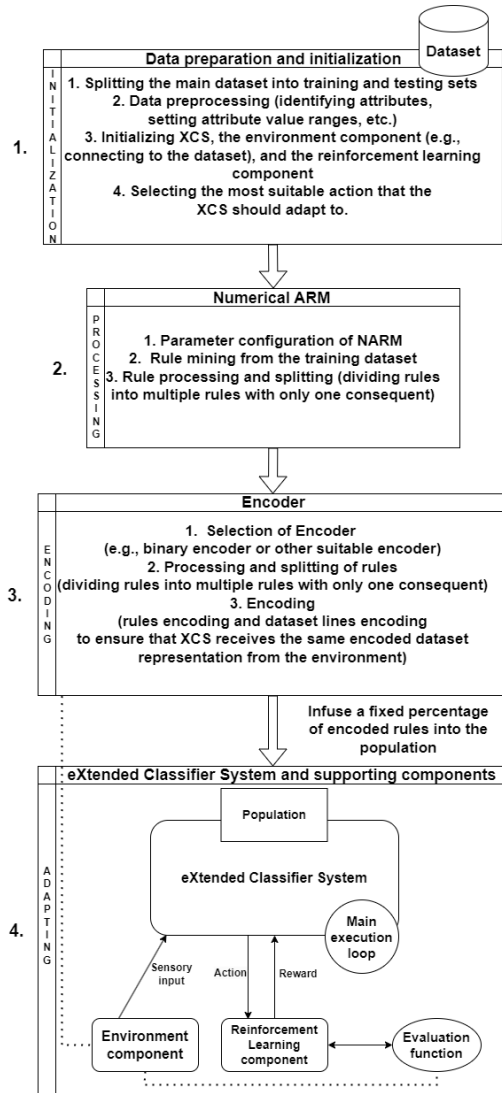 Dataset
Data preparation and initialization
1.
INITIALIZATION
1. Splitting the main dataset into training and testing sets
2. Data preprocessing (identifying attributes,
setting attribute value ranges, etc.)
3. Initializing XCS, the environment component (e.g.,
connecting to the dataset), and the reinforcement learning
component
4. Selecting the most suitable action that the
XCS should adapt to.
Numerical ARM
2.
PROCESSING
1. Parameter configuration of NARM
2. Rule mining from the training dataset
3. Rule processing and splitting (dividing rules
into multiple rules with only one consequent)
Encoder
3.
ENCODING
1. Selection of Encoder
(e.g., binary encoder or other suitable encoder)
2. Processing and splitting of rules
(dividing rules into multiple rules with only one consequent)
3. Encoding
(rules encoding and dataset lines encoding
to ensure that XCS receives the same encoded dataset
representation from the environment)
Infuse a fixed percentage
of encoded rules into the
population
eXtended Classifier System and supporting components
4.
ADAPTING
Population
eXtended Classifier System
Main
execution
loop
Sensory
input
Action
Reward
Environment
component
Reinforcement
Learning
component
Evaluation
function